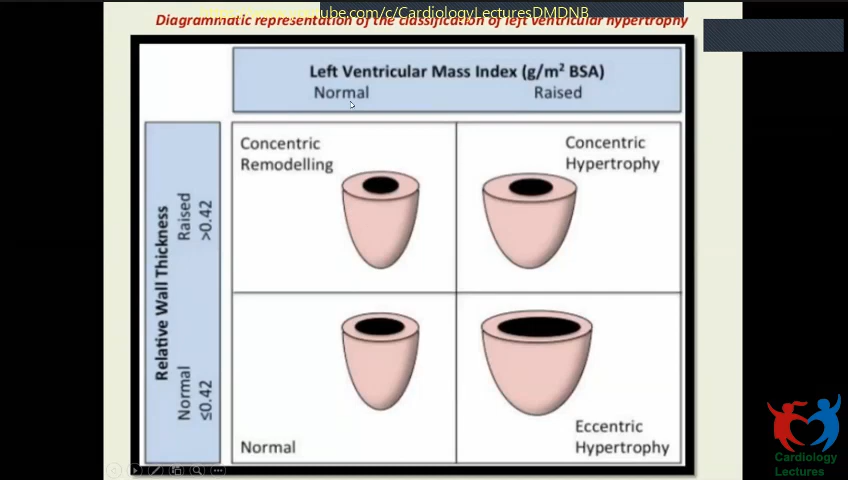 Diagrammatic representation of the classification of left ventricular hypertrophy
https://www.youtube.com/c/CardiologyLecturesDMDNB
Left Ventricular Mass Index (g/m² BSA)
Normal Raised
Relative Wall Thickness
Raised
>0.42
Normal
≤0.42
Concentric
Remodelling
Concentric
Hypertrophy
Normal
Eccentric
Hypertrophy
Cardiology
Lectures